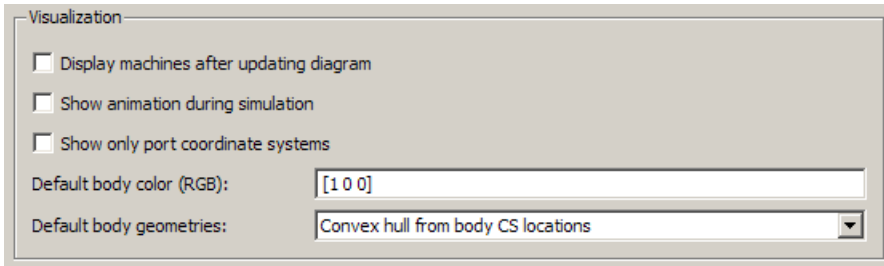 Visualization
Display machines after updating diagram
Show animation during simulation
Show only port coordinate systems
Default body color (RGB): [1 0 0]
Default body geometries: Convex hull from body CS locations